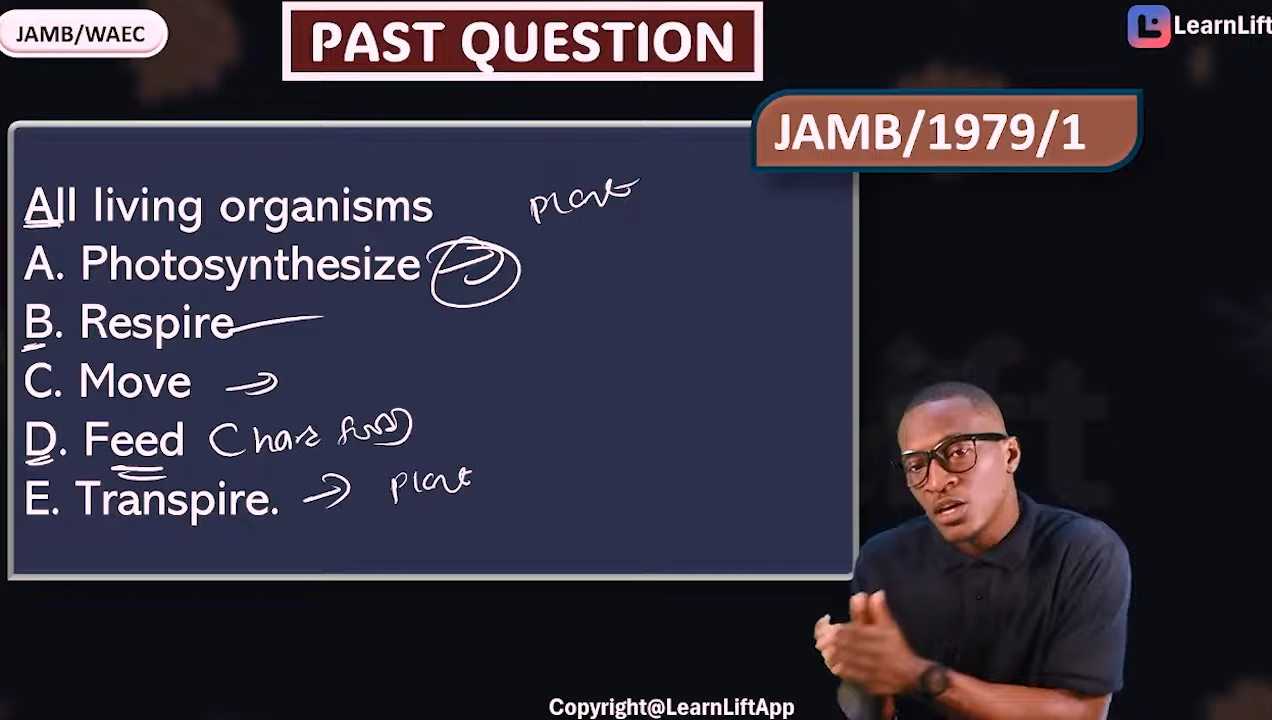 JAMB/WAEC
PAST QUESTION
LearnLift
JAMB/1979/1
All living organisms
plant
A. Photosynthesize
B. Respire
C. Move
D. Feed
E. Transpire. → plant
Copyright@LearnLiftApp